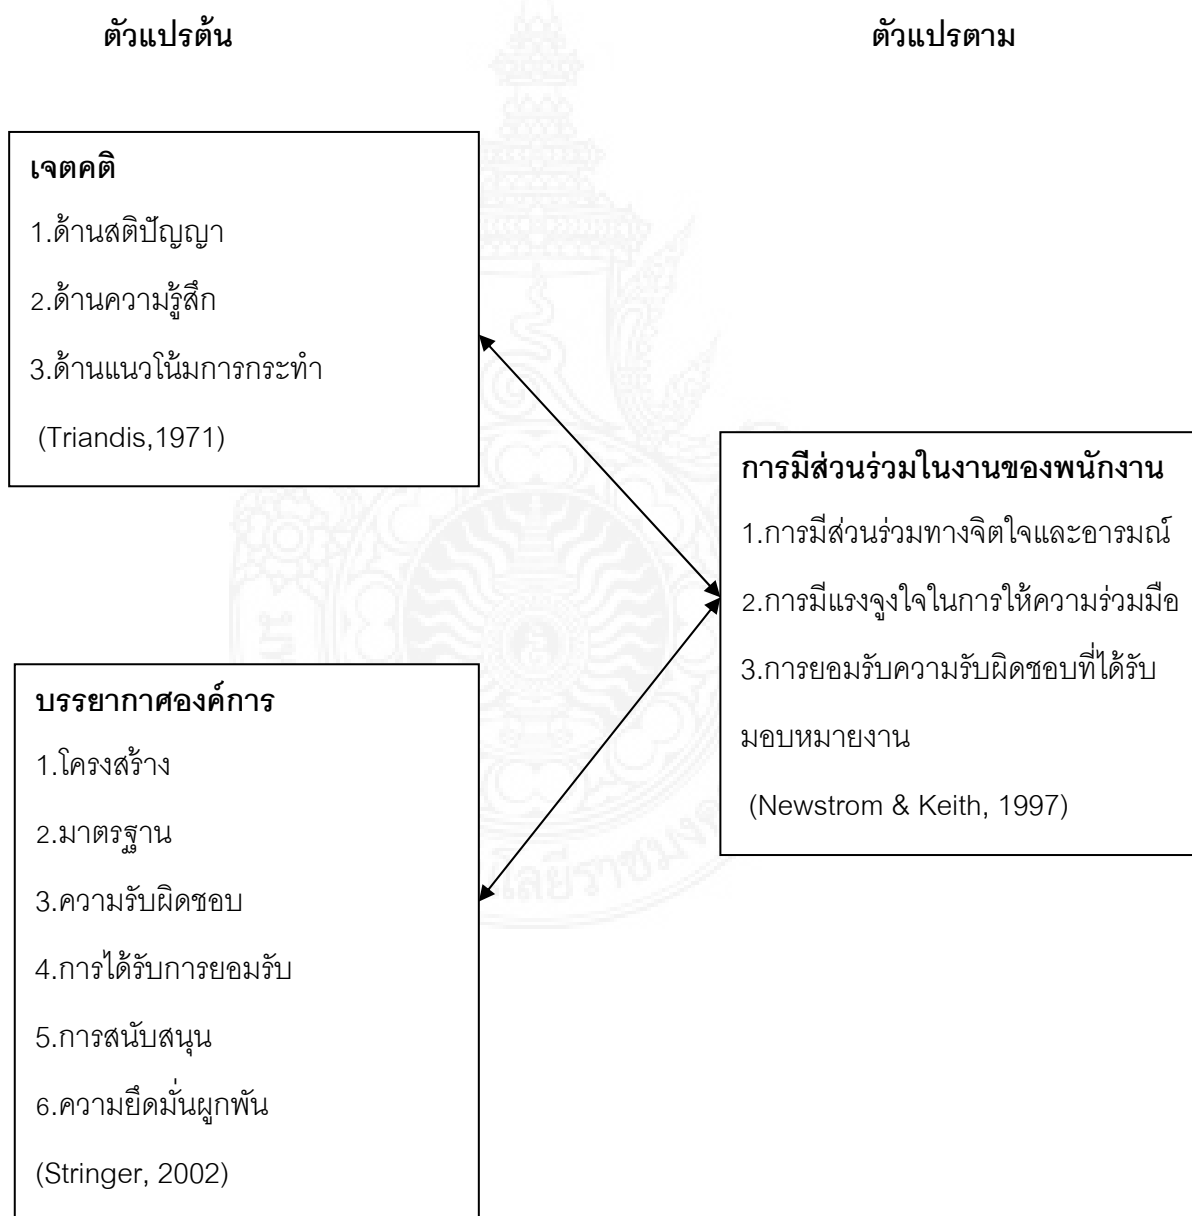 ตัวแปรต้น
ตัวแปรตาม
เจตคติ
1.ด้านสติปัญญา
2.ด้านความรู้สึก
3.ด้านแนวโน้มการกระทำ
(Triandis,1971)
การมีส่วนร่วมในงานของพนักงาน
1.การมีส่วนร่วมทางจิตใจและอารมณ์
2.การมีแรงจูงใจในการให้ความร่วมมือ
3.การยอมรับความรับผิดชอบที่ได้รับ
มอบหมายงาน
(Newstrom & Keith, 1997)
บรรยากาศองค์การ
1.โครงสร้าง
2.มาตรฐาน
3.ความรับผิดชอบ
4.การได้รับการยอมรับ
5.การสนับสนุน
6.ความยึดมั่นผูกพัน
(Stringer, 2002)